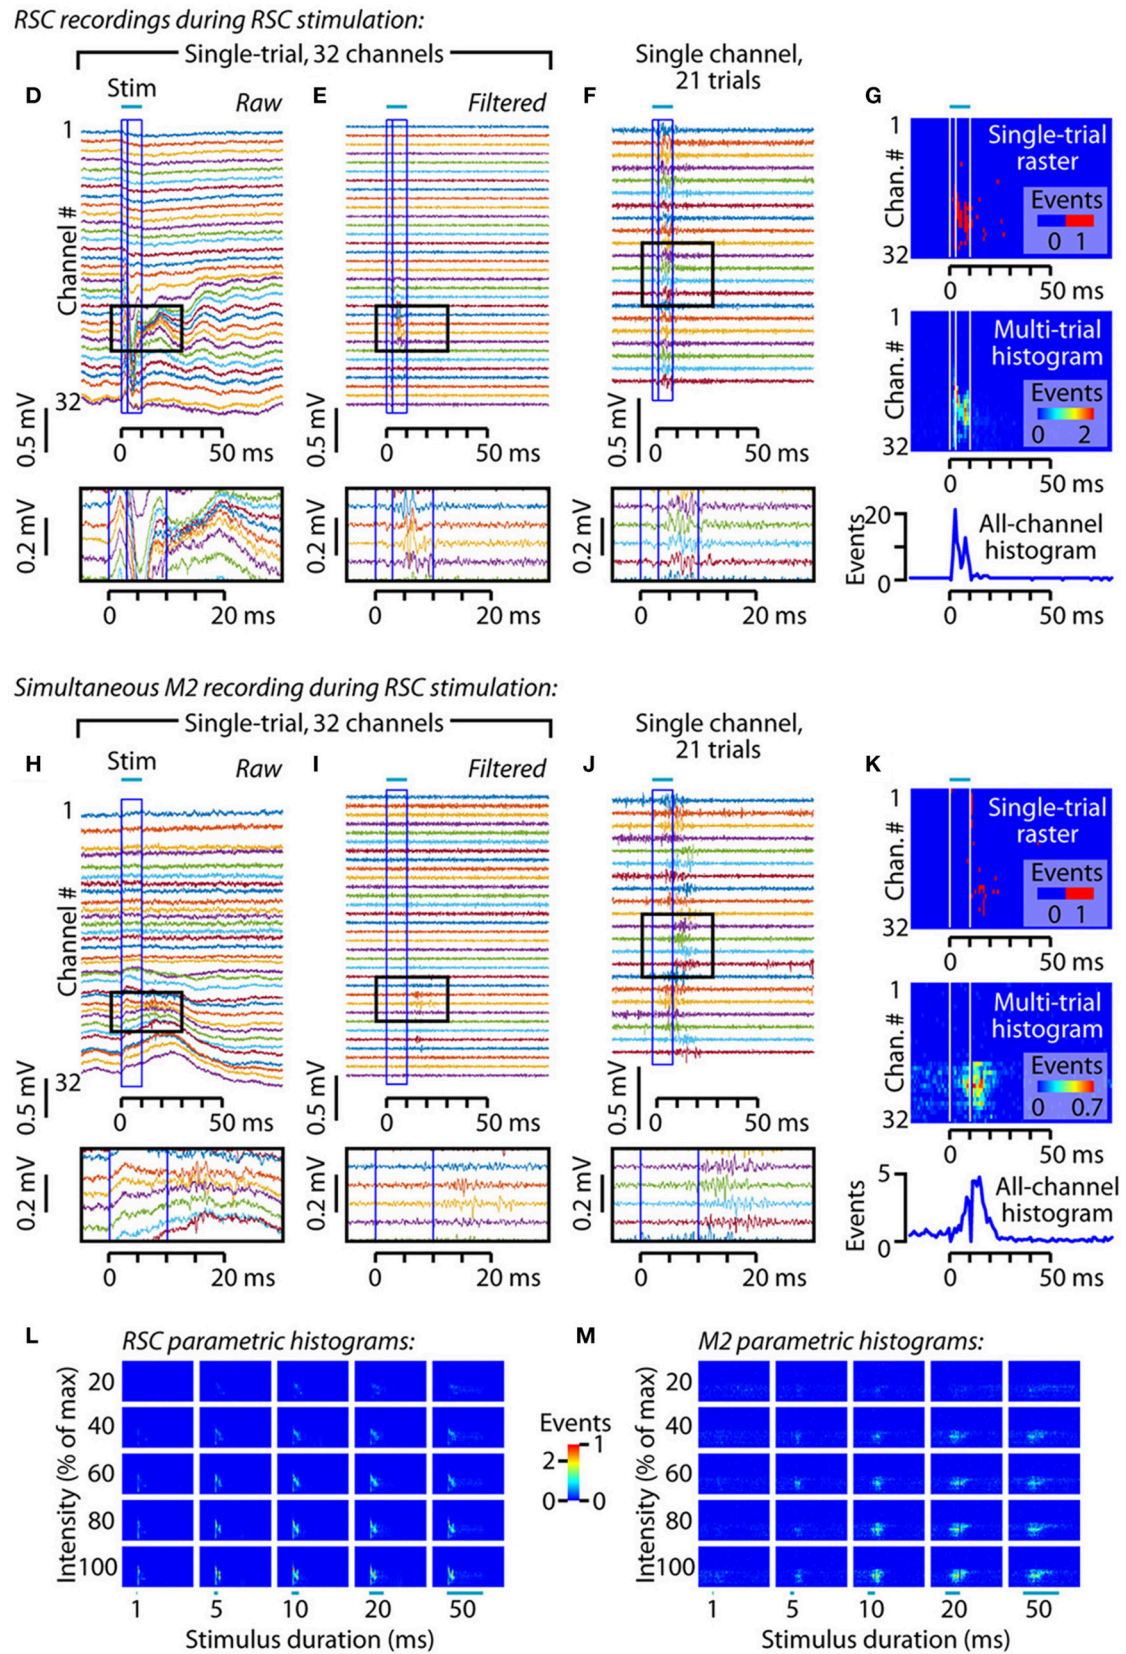 RSC recordings during RSC stimulation:
Single-trial, 32 channels
Single channel,
21 trials
D
Stim
Raw
E
Filtered
F
G
1
Channel #
32
0.5 mV
0
50 ms
0.5 mV
0
50 ms
0.5 mV
0
50 ms
1
Chan. #
32
Single-trial
raster
Events
0 1
0
50 ms
1
Chan. #
32
Multi-trial
histogram
Events
0 2
0
50 ms
0.2 mV
0
20 ms
0.2 mV
0
20 ms
0.2 mV
0
20 ms
Events
20
0
All-channel
histogram
0
50 ms
Simultaneous M2 recording during RSC stimulation:
Single-trial, 32 channels
Single channel,
21 trials
H
Stim
Raw
I
Filtered
J
K
1
Channel #
32
0.5 mV
0
50 ms
0.5 mV
0
50 ms
0.5 mV
0
50 ms
1
Chan. #
32
Single-trial
raster
Events
0 1
0
50 ms
1
Chan. #
32
Multi-trial
histogram
Events
0 0.7
0
50 ms
0.2 mV
0
20 ms
0.2 mV
0
20 ms
0.2 mV
0
20 ms
Events
5
0
All-channel
histogram
0
50 ms
L
RSC parametric histograms:
Intensity (% of max)
20
40
60
80
100
1 5 10 20 50
Stimulus duration (ms)
Events
1
2
0 0
M
M2 parametric histograms:
Intensity (% of max)
20
40
60
80
100
1 5 10 20 50
Stimulus duration (ms)